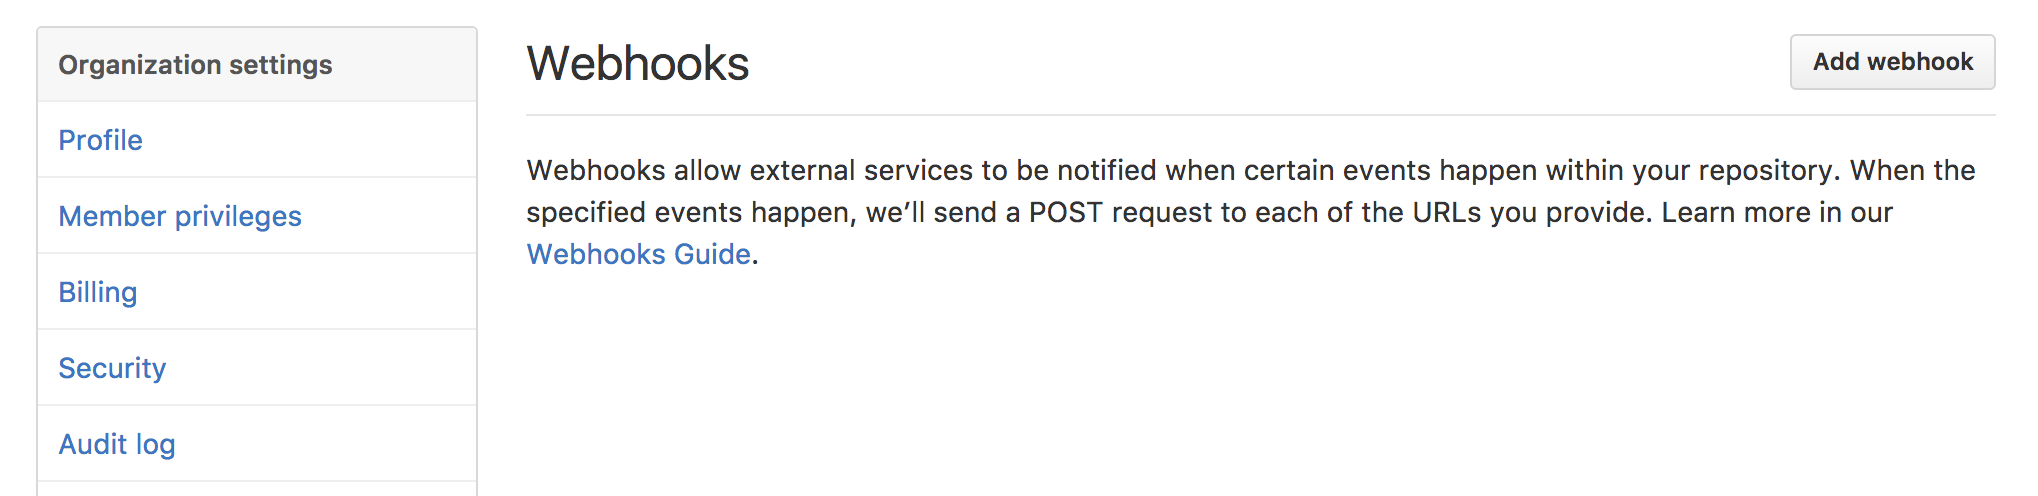 Organization settings
Profile
Member privileges
Billing
Security
Audit log
Webhooks
Add webhook
Webhooks allow external services to be notified when certain events happen within your repository. When the
specified events happen, we’ll send a POST request to each of the URLs you provide. Learn more in our
Webhooks Guide.